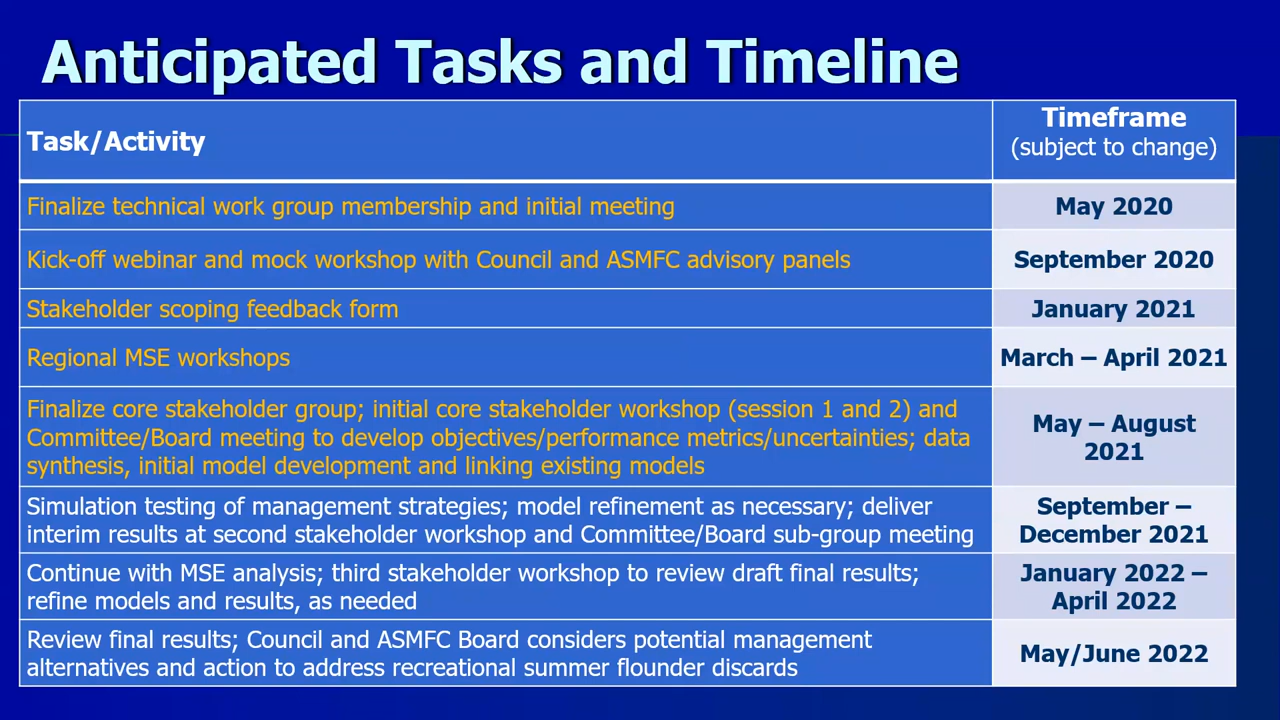 Anticipated Tasks and Timeline
Task/Activity
Timeframe
(subject to change)
Finalize technical work group membership and initial meeting
May 2020
Kick-off webinar and mock workshop with Council and ASMFC advisory panels
September 2020
Stakeholder scoping feedback form
January 2021
Regional MSE workshops
March – April 2021
Finalize core stakeholder group; initial core stakeholder workshop (session 1 and 2) and
Committee/Board meeting to develop objectives/performance metrics/uncertainties; data
synthesis, initial model development and linking existing models
May – August
2021
Simulation testing of management strategies; model refinement as necessary; deliver
interim results at second stakeholder workshop and Committee/Board sub-group meeting
September –
December 2021
Continue with MSE analysis; third stakeholder workshop to review draft final results;
refine models and results, as needed
January 2022 –
April 2022
Review final results; Council and ASMFC Board considers potential management
alternatives and action to address recreational summer flounder discards
May/June 2022